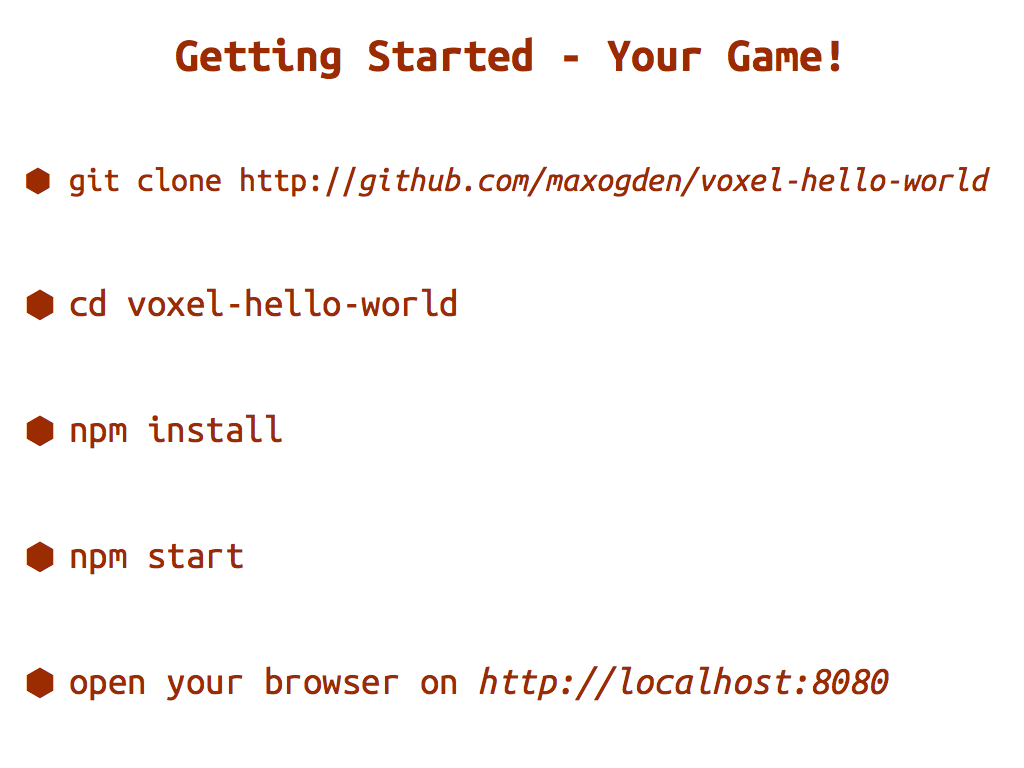 Getting Started - Your Game!
git clone http://github.com/maxogden/voxel-hello-world
cd voxel-hello-world
npm install
npm start
open your browser on http://localhost:8080